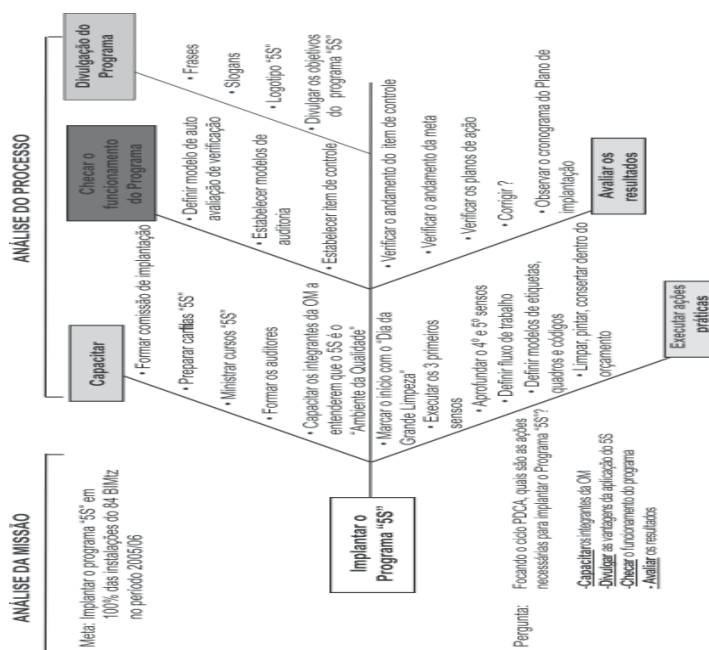 ANÁLISE DA MISSÃO
Meta: Implantar o programa “5S” em
100% das instalações do 84 BIMtz
no período 2005/06
Implantar o
Programa “5S”
Pergunta: Focando o ciclo PDCA, quais são as ações
necessárias para implantar o Programa “5S”?
-Capacitaros integrantes da OM
-Divulgar as vantagens da aplicação do 5S
-Checar o funcionamento do programa
- Avaliar os resultados
ANÁLISE DO PROCESSO
Capacitar
• Formar comissão de implantação
• Preparar cartilas “5S”
• Ministrar cursos “5S”
• Formar os auditores
• Capacitar os integrantes da OM a
entenderem que o 5S é o
“Ambiente da Qualidade”
Checar o
funcionamento
do Programa
• Definir modelo de auto
avaliação de verificação
• Estabelecer modelos de
auditoria
• Estabelecer item de controle
Divulgação do
Programa
• Frases
• Slogans
• Logotipo “5S”
• Divulgar os objetivos
do programa “5S”
• Marcar o início com o “Dia da
Grande Limpeza”
• Executar os 3 primeiros
sensos
• Aprofundar o 4º e 5º sensos
• Definir fluxo de trabalho
• Definir modelos de etiquetas,
quadros e códigos
• Limpar, pintar, consertar dentro do
orçamento
Executar ações
práticas
• Verificar o andamento do item de controle
• Verificar o andamento da meta
• Verificar os planos de ação
• Corrigir ?
• Observar o cronograma do Plano de
implantação
Avaliar os
resultados